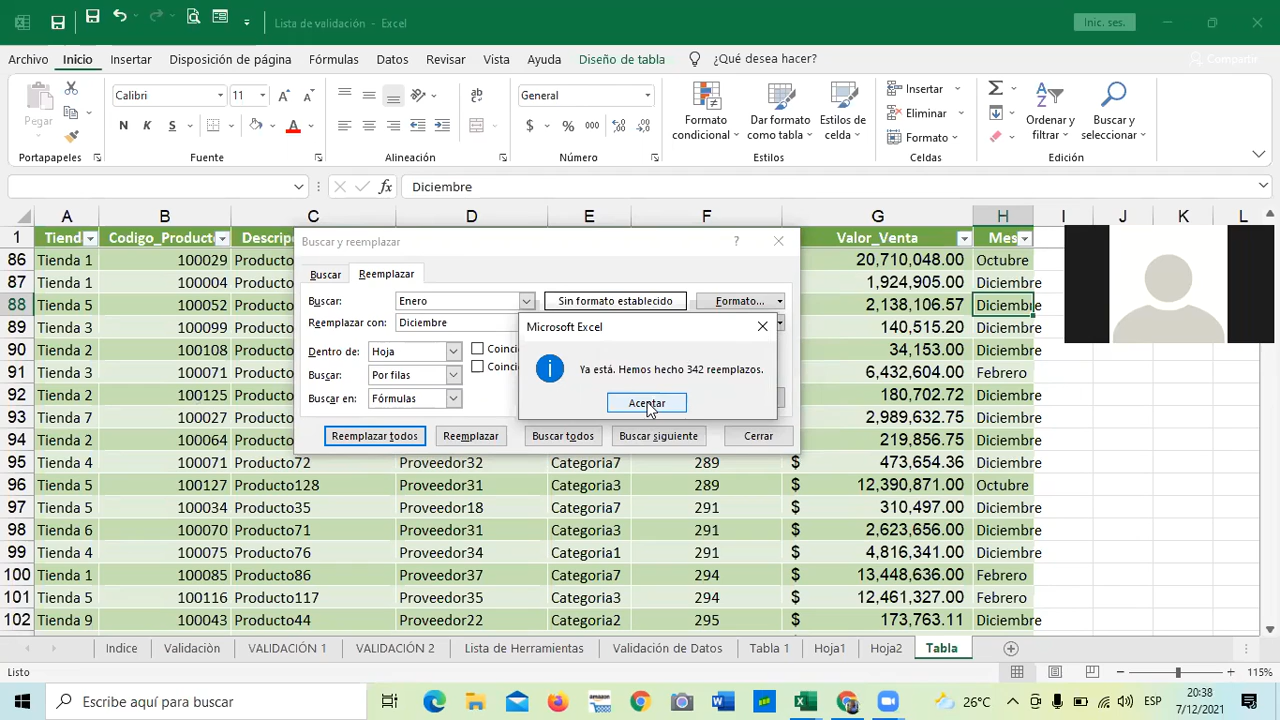 Lista de validación - Excel
Inic. ses.
Archivo Inicio Insertar Disposición de página Fórmulas Datos Revisar Vista Ayuda Diseño de tabla ¿Qué desea hacer? Compartir
Pegar
Calibri 11
N K S
General
$ % 000
Formato condicional
Dar formato como tabla
Estilos de celda
Insertar
Eliminar
Formato
Ordenar y filtrar
Buscar y seleccionar
Portapapeles Fuente Alineación Número Estilos Celdas Edición
fx Diciembre
A B C D E F G H I J K L
1 Tiend Codigo_Product Descrip Valor_Venta Mes
86 Tienda 1 100029 Produc 20,710,048.00 Octubre
87 Tienda 1 100004 Produc 1,924,905.00 Diciembre
88 Tienda 5 100052 Produc 2,138,106.57 Diciembre
89 Tienda 3 100099 Produc 140,515.20 Diciembre
90 Tienda 4 100108 Produc 34,153.00 Diciembre
91 Tienda 3 100071 Produc 6,432,604.00 Febrero
92 Tienda 2 100125 Produc 180,702.72 Diciembre
93 Tienda 7 100027 Produc 2,989,632.75 Diciembre
94 Tienda 2 100064 Produc 219,856.75 Diciembre
95 Tienda 4 100071 Producto72 Proveedor32 Categoria7 289 $ 473,654.36 Diciembre
96 Tienda 5 100127 Producto128 Proveedor31 Categoria3 289 $ 12,390,871.00 Octubre
97 Tienda 5 100034 Producto35 Proveedor18 Categoria7 291 $ 310,497.00 Diciembre
98 Tienda 6 100070 Producto71 Proveedor31 Categoria3 291 $ 2,623,656.00 Diciembre
99 Tienda 4 100075 Producto76 Proveedor34 Categoria1 291 $ 4,816,341.00 Diciembre
100 Tienda 1 100085 Producto86 Proveedor37 Categoria5 294 $ 13,448,636.00 Febrero
101 Tienda 5 100116 Producto117 Proveedor35 Categoria3 294 $ 12,461,327.00 Febrero
102 Tienda 9 100043 Producto44 Proveedor22 Categoria2 295 $ 173,763.11 Diciembre
Buscar y reemplazar ?
Buscar Reemplazar
Buscar: Enero Sin formato establecido Formato...
Reemplazar con: Diciembre
Dentro de: Hoja Coinci
Buscar: Por filas Coinci
Buscar en: Fórmulas
Reemplazar todos Reemplazar Buscar todos Buscar siguiente Cerrar
Microsoft Excel
Ya está. Hemos hecho 342 reemplazos.
Aceptar
Indice Validación VALIDACIÓN 1 VALIDACIÓN 2 Lista de Herramientas Validación de Datos Tabla 1 Hoja1 Hoja2 Tabla
Listo 115%
Escribe aquí para buscar 26°C ESP 20:38
7/12/2021